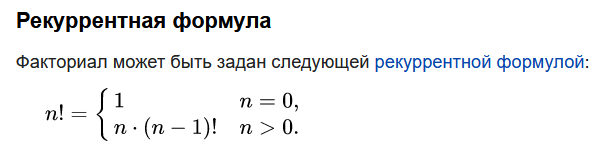 Рекуррентная формула
Факториал может быть задан следующей рекуррентной формулой:
n! = { 1 n = 0,
n · (n − 1)! n > 0.